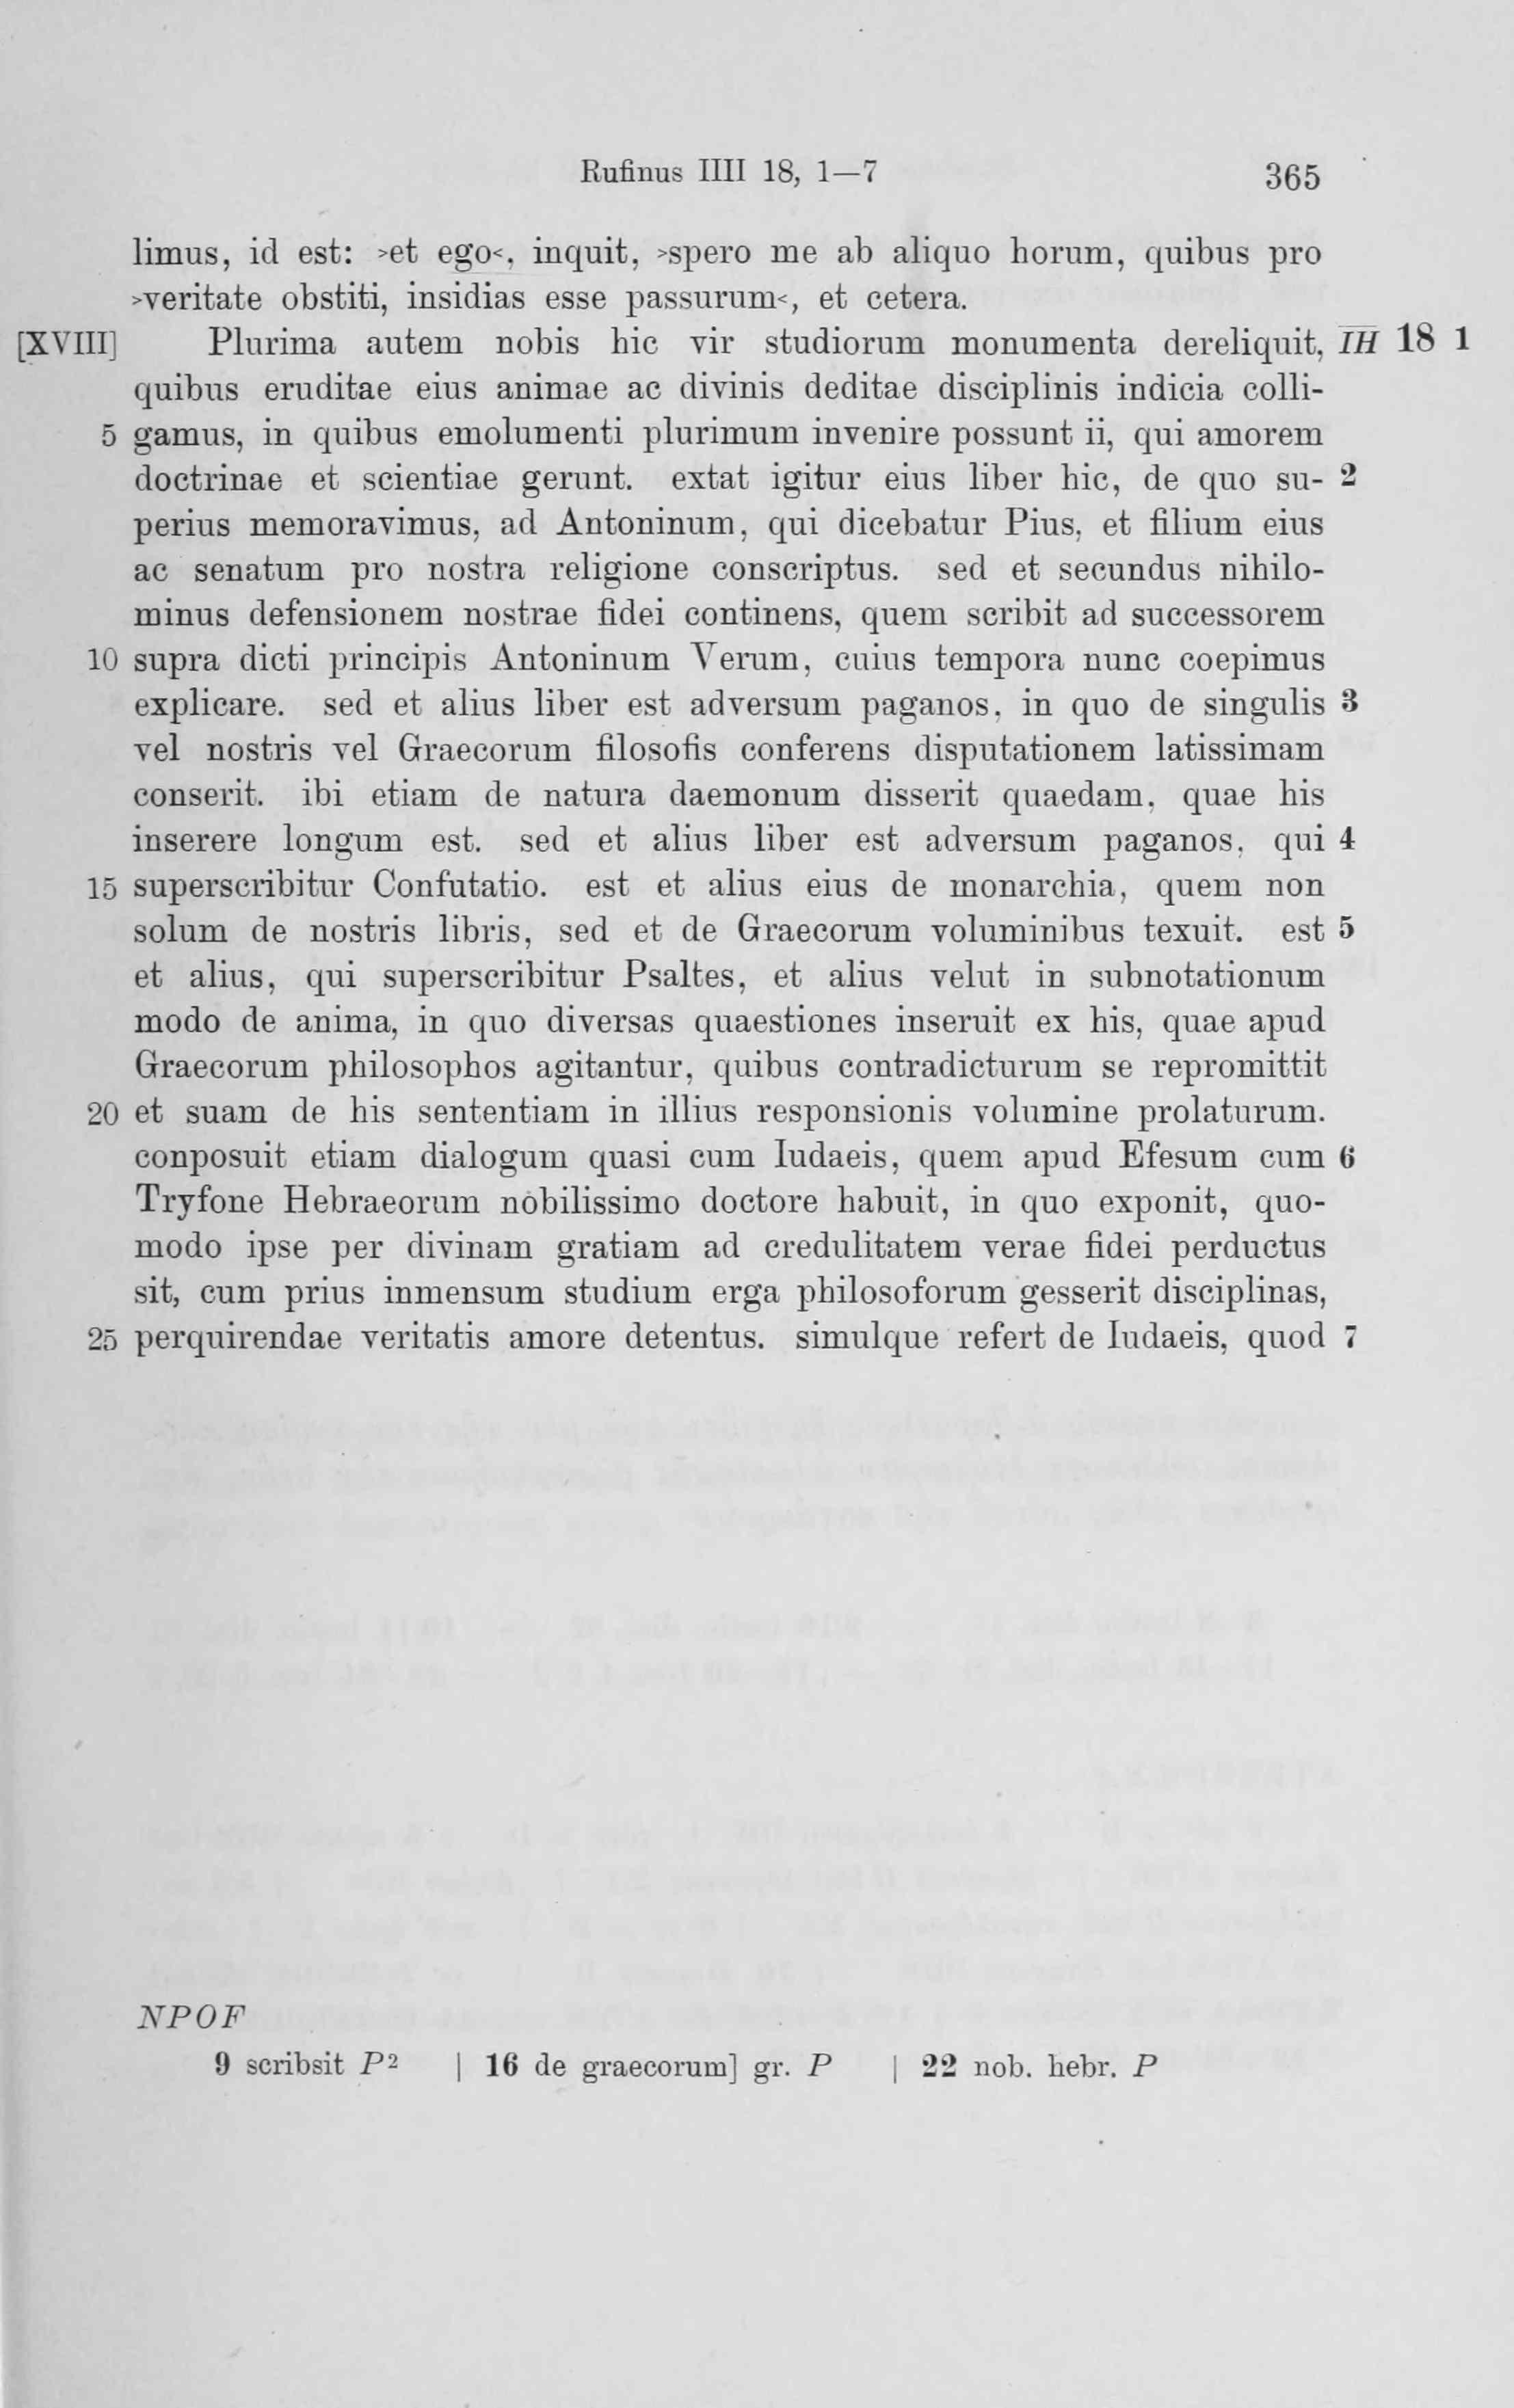 Rufinus IIII 18, 1—7 365
limus, id est: >et ego<, inquit, >spero me ab aliquo horum, quibus pro
>veritate obstiti, insidias esse passurum<, et cetera.
[XVIII] Plurima autem nobis hic vir studiorum monumenta dereliquit, IH 18 1
quibus eruditae eius animae ac divinis deditae disciplinis indicia colli-
5 gamus, in quibus emolumenti plurimum invenire possunt ii, qui amorem
doctrinae et scientiae gerunt. extat igitur eius liber hic, de quo su- 2
perius memoravimus, ad Antoninum, qui dicebatur Pius, et filium eius
ac senatum pro nostra religione conscriptus. sed et secundus nihilo-
minus defensionem nostrae fidei continens, quem scribit ad successorem
10 supra dicti principis Antoninum Verum, cuius tempora nunc coepimus
explicare. sed et alius liber est adversum paganos, in quo de singulis 3
vel nostris vel Graecorum filosofis conferens disputationem latissimam
conserit. ibi etiam de natura daemonum disserit quaedam, quae his
inserere longum est. sed et alius liber est adversum paganos, qui 4
15 superscribitur Confutatio. est et alius eius de monarchia, quem non
solum de nostris libris, sed et de Graecorum voluminibus texuit. est 5
et alius, qui superscribitur Psaltes, et alius velut in subnotationum
modo de anima, in quo diversas quaestiones inseruit ex his, quae apud
Graecorum philosophos agitantur, quibus contradicturum se repromittit
20 et suam de his sententiam in illius responsionis volumine prolaturum.
conposuit etiam dialogum quasi cum Iudaeis, quem apud Efesum cum 6
Tryfone Hebraeorum nobilissimo doctore habuit, in quo exponit, quo-
modo ipse per divinam gratiam ad credulitatem verae fidei perductus
sit, cum prius inmensum studium erga philosoforum gesserit disciplinas,
25 perquirendae veritatis amore detentus. simulque refert de Iudaeis, quod 7
NPOF
9 scribsit P2 | 16 de graecorum] gr. P | 22 nob. hebr. P